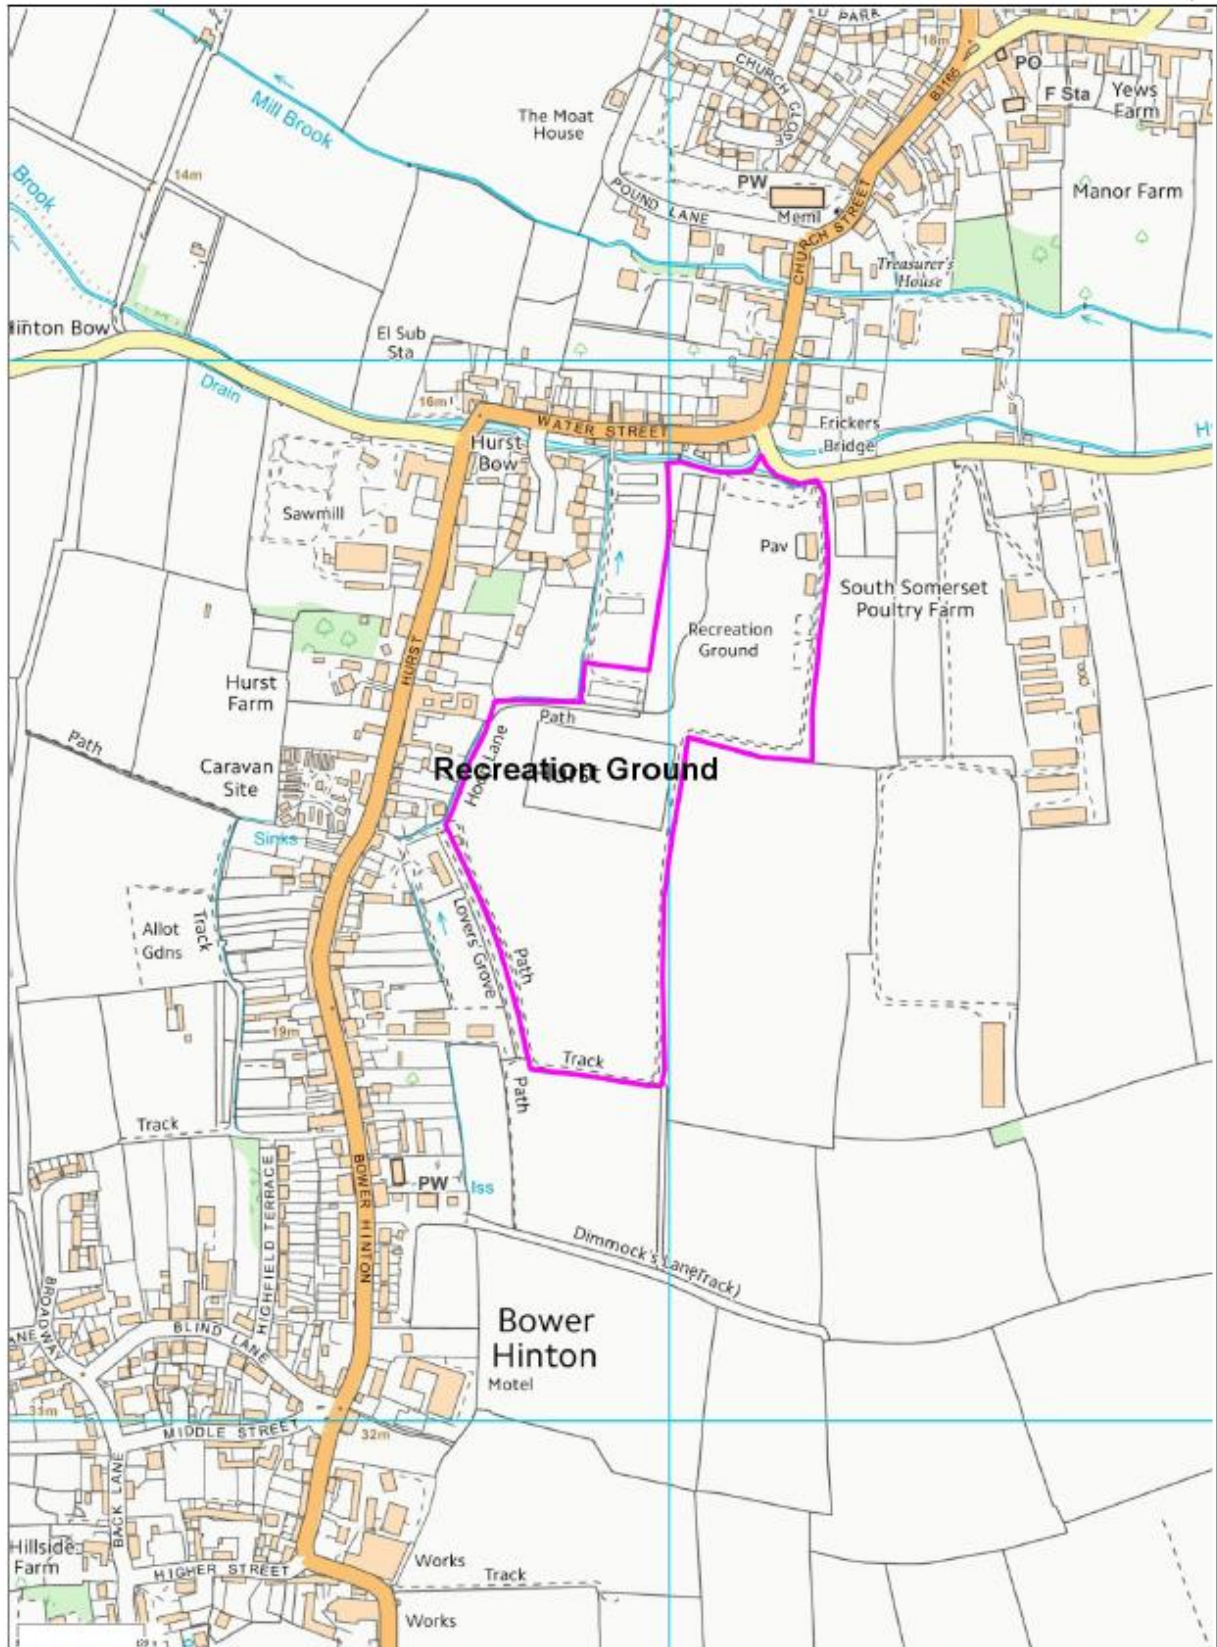 PARK
18m
PO
CHURCH CLOSE
B3165
F Sta
Yews
Farm
The Moat
House
Mill Brook
Brook
14m
PW
POUND LANE
Meml
Manor Farm
CHURCH STREET
Treasurer's
House
Hinton Bow
El Sub
Sta
Drain
16m
WATER STREET
Frickers
Bridge
H
Hurst
Bow
Sawmill
Pav
South Somerset
Poultry Farm
Recreation
Ground
HURST
Hurst
Farm
Path
Path
Lane
Caravan
Site
Recreation Ground
Hurst
Sinks
Allot
Gdns
Track
Lovers Grove
Path
19m
Track
Path
Track
HIGHFIELD TERRACE
BOWER HINTON
PW
Iss
Dimmock's Lane
Track)
BROADWAY
BLIND LANE
ANE
Bower
Hinton
Motel
31m
MIDDLE STREET
32m
BACK LANE
Hillside
Farm
HIGHER STREET
Works
Track
Works